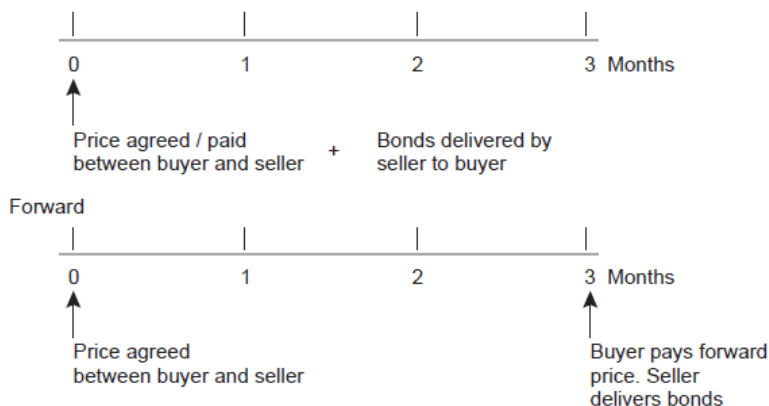 0 1 2 3 Months
Price agreed / paid
between buyer and seller + Bonds delivered by
seller to buyer
Forward
0 1 2 3 Months
Price agreed
between buyer and seller
Buyer pays forward
price. Seller
delivers bonds